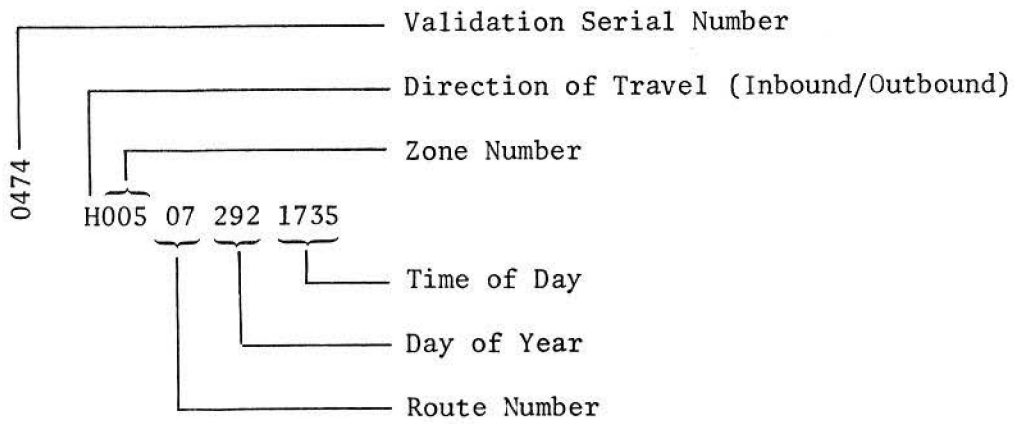 Validation Serial Number
Direction of Travel (Inbound/Outbound)
Zone Number
0474
H005 07 292 1735
Time of Day
Day of Year
Route Number